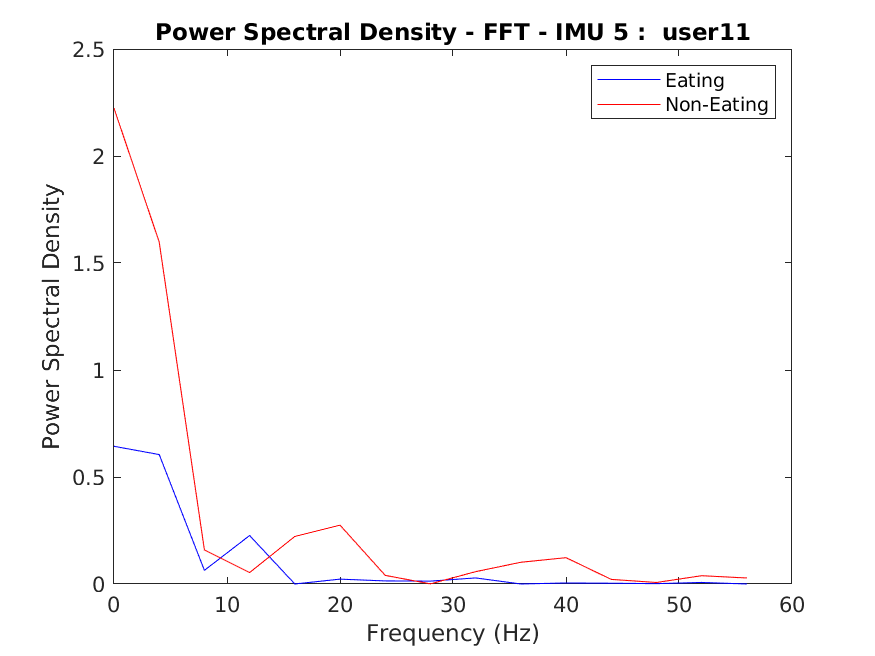 Power Spectral Density - FFT - IMU 5 :  user11
Eating
Non-Eating
Power Spectral Density
2.5
2
1.5
1
0.5
0
0 10 20 30 40 50 60
Frequency (Hz)